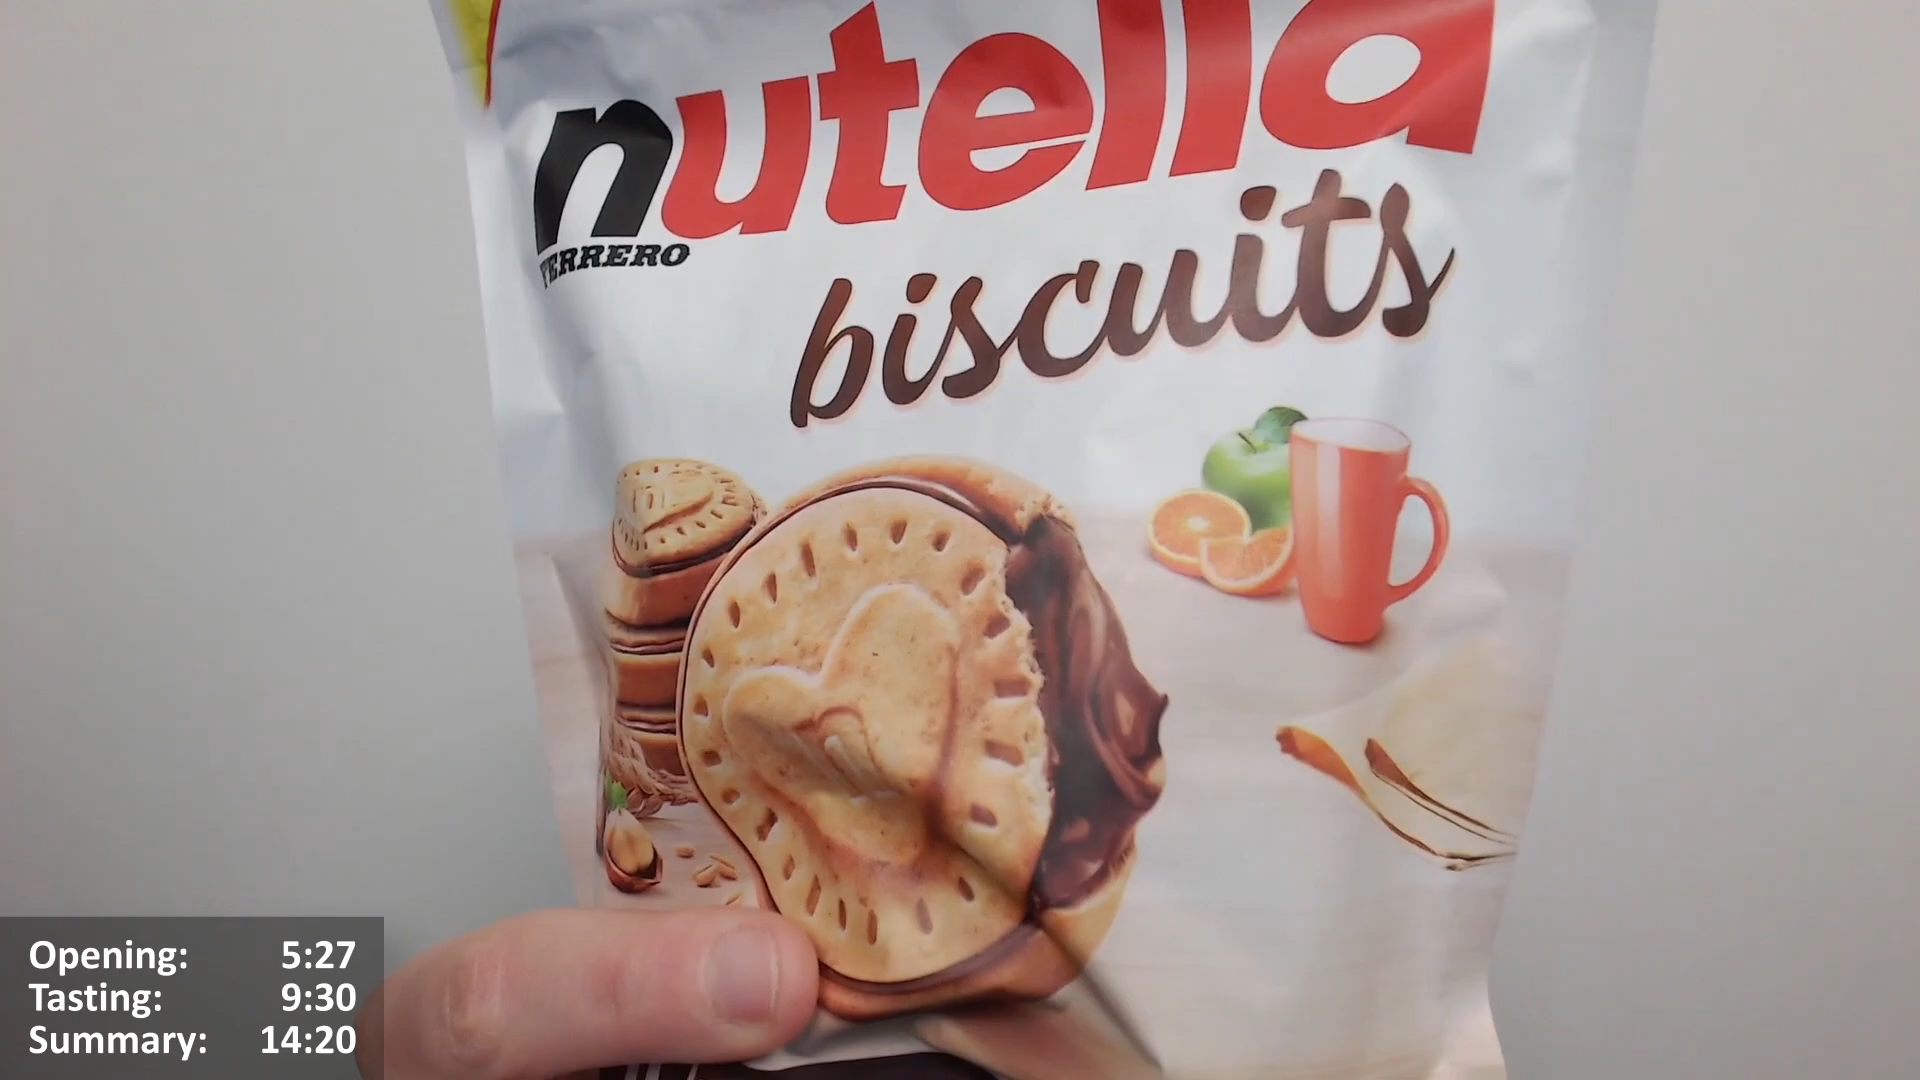 nutella
FERRERO
biscuits
Opening: 5:27
Tasting: 9:30
Summary: 14:20